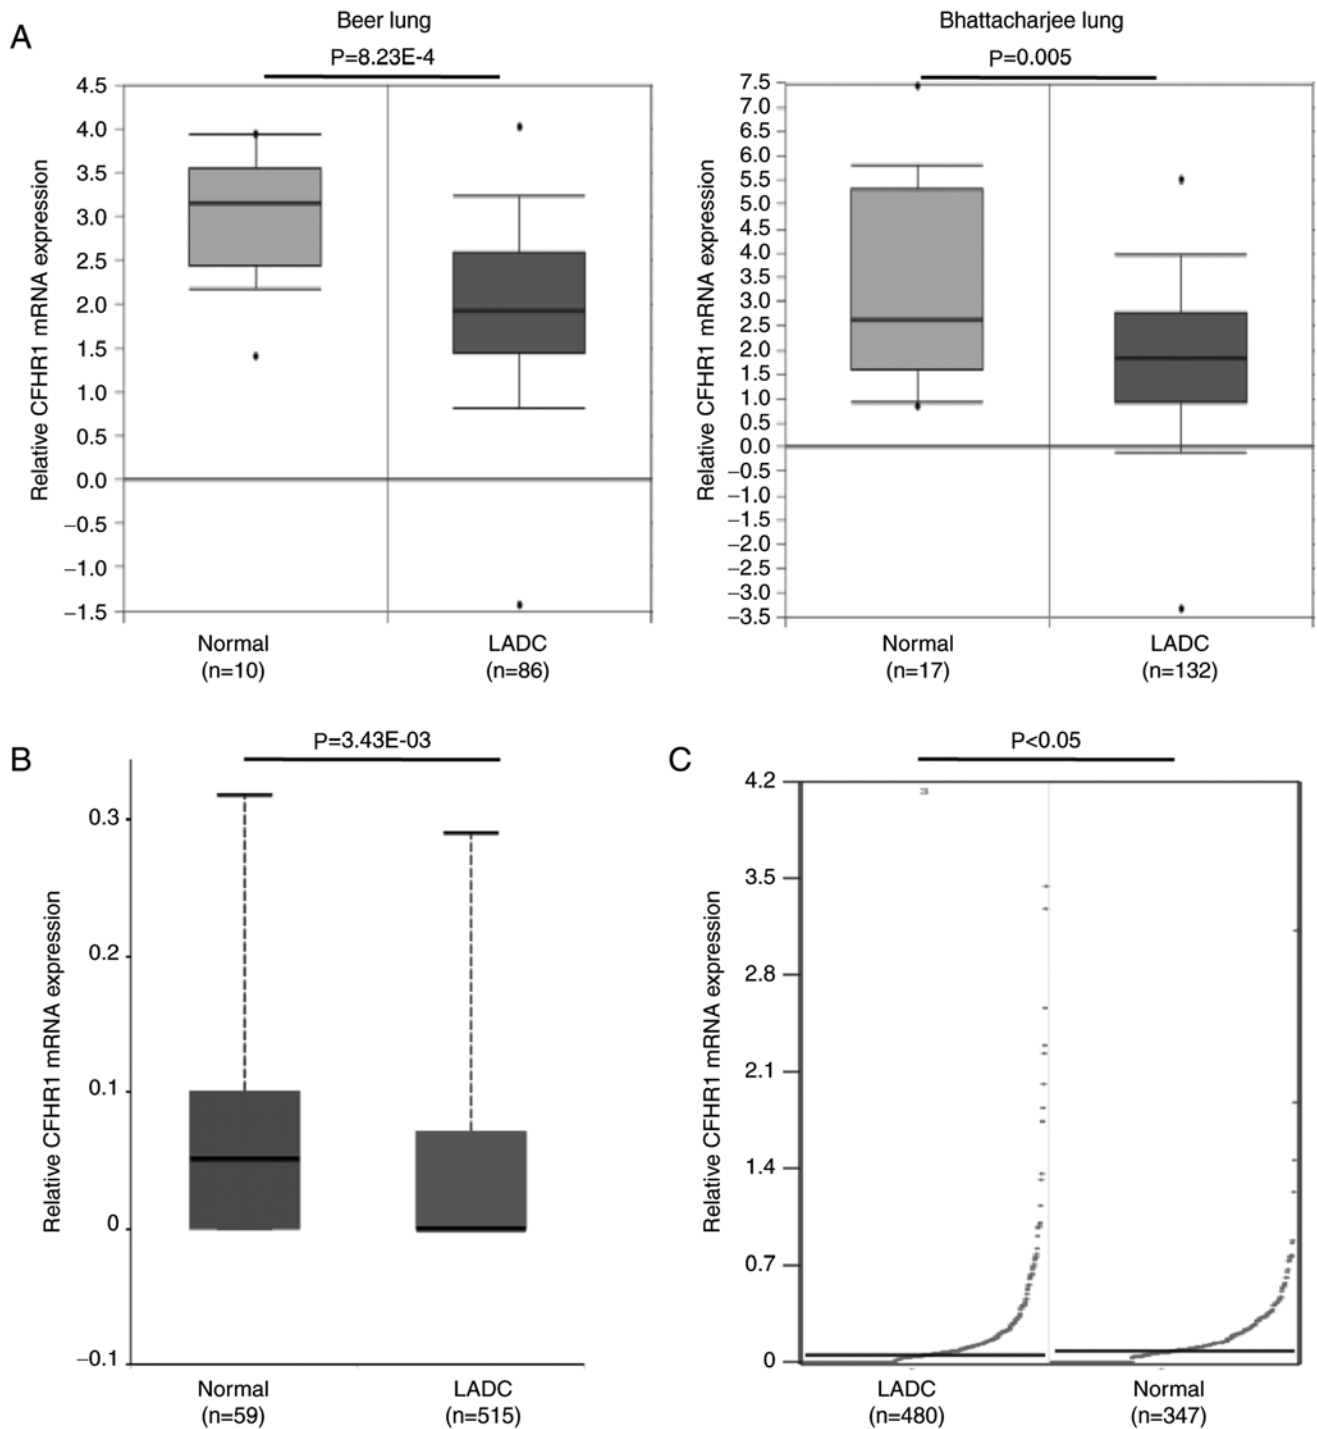 A
Beer lung
P=8.23E-4
Relative CFHR1 mRNA expression
4.5
4.0
3.5
3.0
2.5
2.0
1.5
1.0
0.5
0.0
−0.5
−1.0
−1.5
Normal
(n=10)
LADC
(n=86)
Bhattacharjee lung
P=0.005
Relative CFHR1 mRNA expression
7.5
7.0
6.5
6.0
5.5
5.0
4.5
4.0
3.5
3.0
2.5
2.0
1.5
1.0
0.5
0.0
−0.5
−1.0
−1.5
−2.0
−2.5
−3.0
−3.5
Normal
(n=17)
LADC
(n=132)
B
P=3.43E-03
Relative CFHR1 mRNA expression
0.3
0.2
0.1
0
−0.1
Normal
(n=59)
LADC
(n=515)
C
P<0.05
Relative CFHR1 mRNA expression
4.2
3.5
2.8
2.1
1.4
0.7
0
3
LADC
(n=480)
Normal
(n=347)